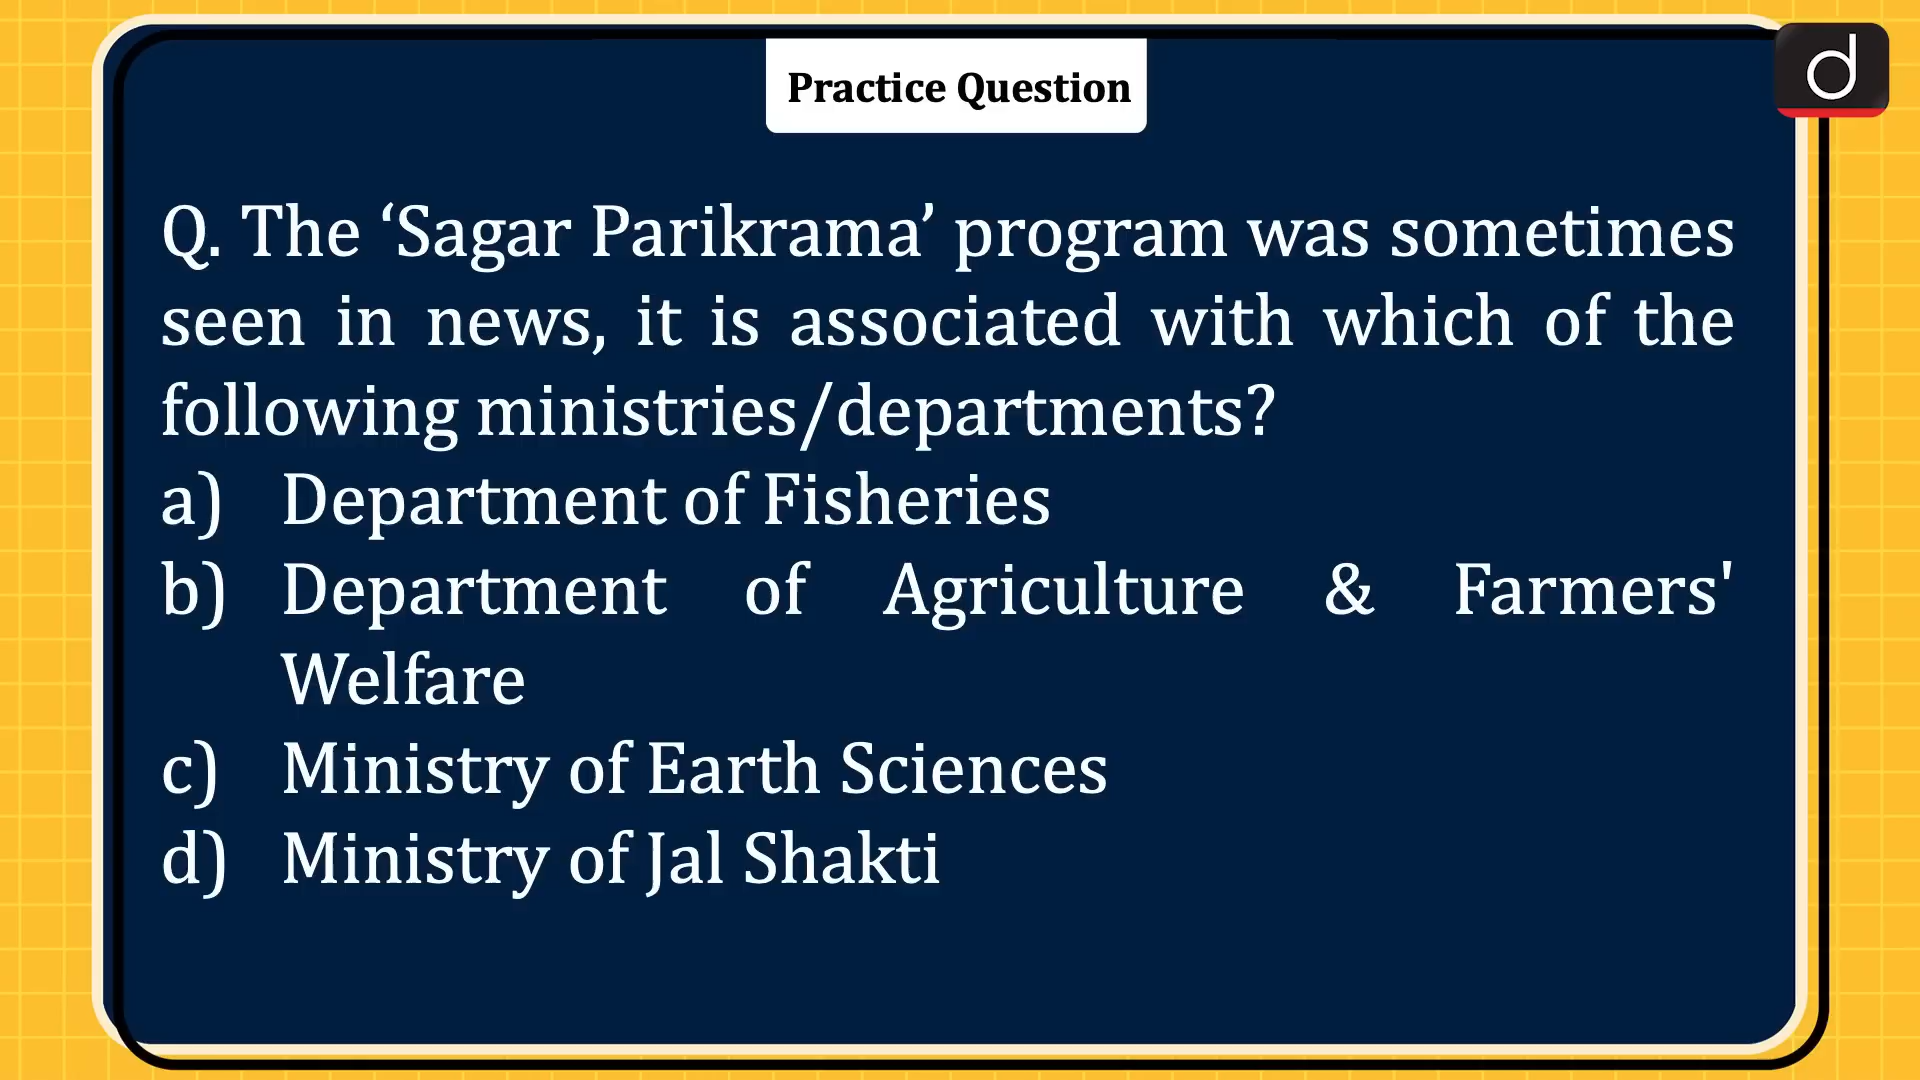 Practice Question
d
Q. The ‘Sagar Parikrama’ program was sometimes
seen in news, it is associated with which of the
following ministries/departments?
a) Department of Fisheries
b) Department of Agriculture & Farmers'
Welfare
c) Ministry of Earth Sciences
d) Ministry of Jal Shakti